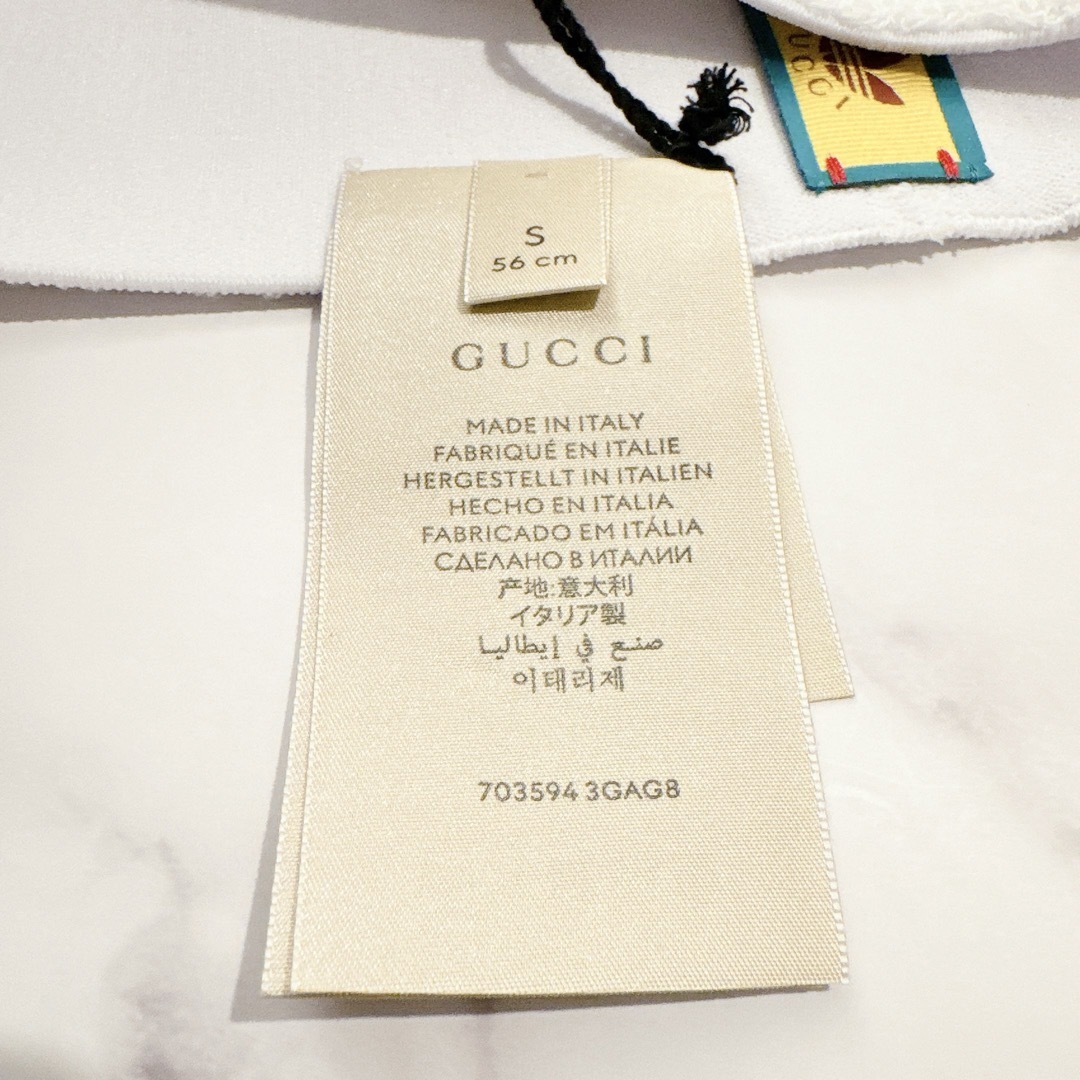 GUCCI
S
56 cm
GUCCI
MADE IN ITALY
FABRIQUÉ EN ITALIE
HERGESTELLT IN ITALIEN
HECHO EN ITALIA
FABRICADO EM ITÁLIA
СДЕЛАНО В ИТАЛИИ
产地:意大利
イタリア製
صنع في إيطاليا
이태리제
703594 3GAG8